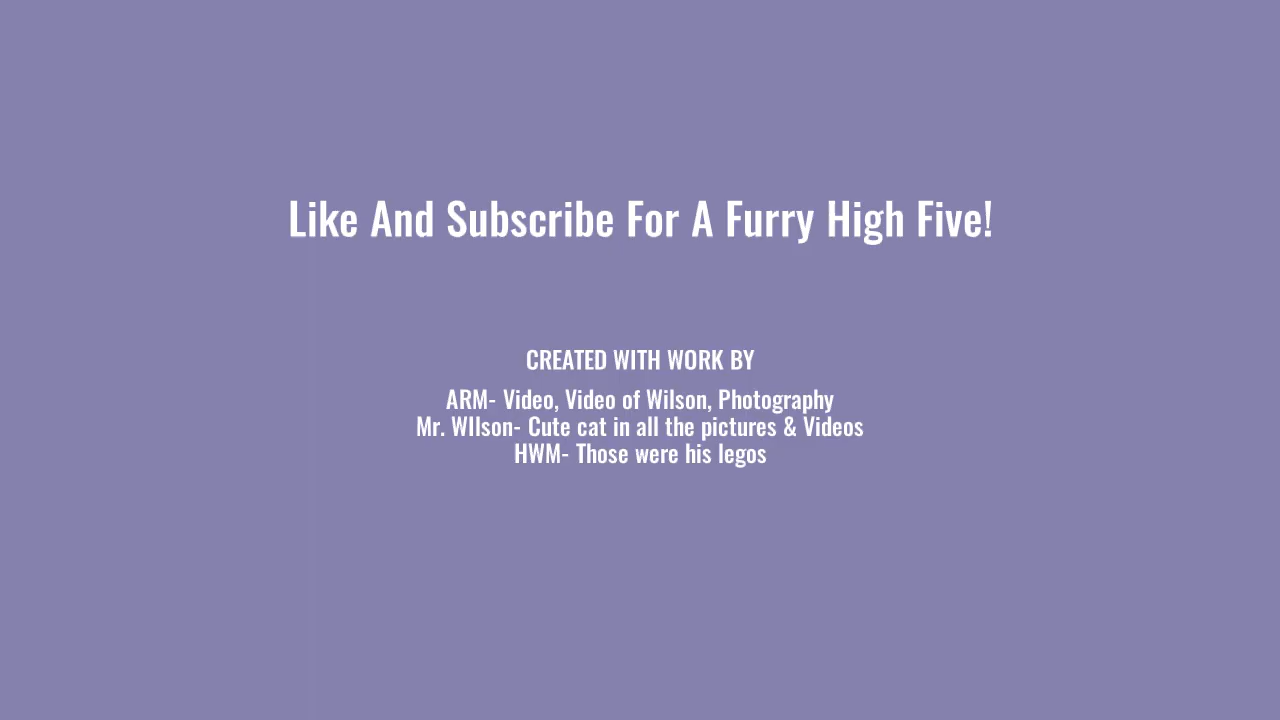 Like And Subscribe For A Furry High Five!
CREATED WITH WORK BY
ARM- Video, Video of Wilson, Photography
Mr. WIlson- Cute cat in all the pictures & Videos
HWM- Those were his legos